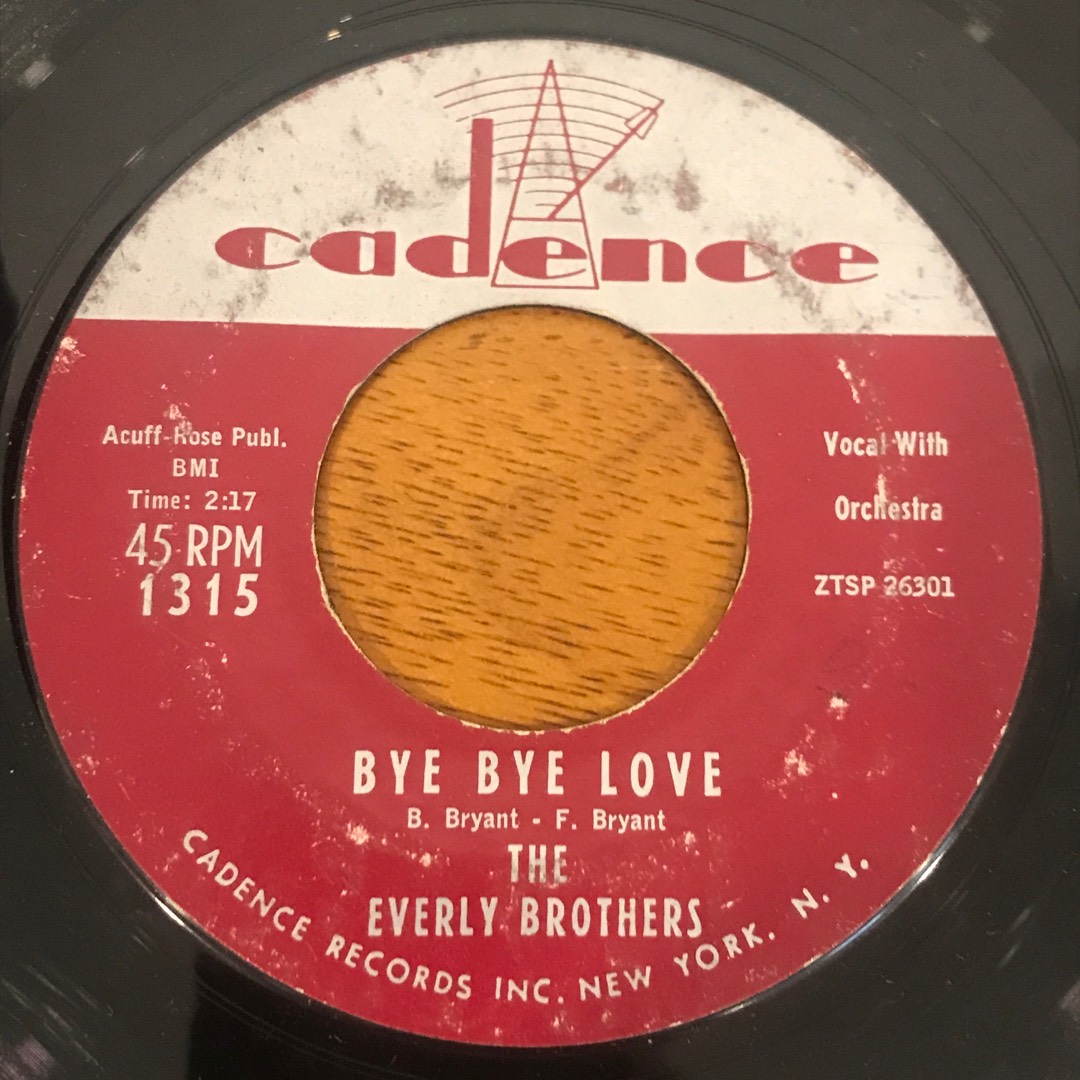 cadence
Acuff-Rose Publ.
BMI
Time: 2:17
45 RPM
1315
Vocal With
Orchestra
ZTSP 26301
BYE BYE LOVE
B. Bryant - F. Bryant
THE
EVERLY BROTHERS
CADENCE RECORDS INC. NEW YORK. N. Y.